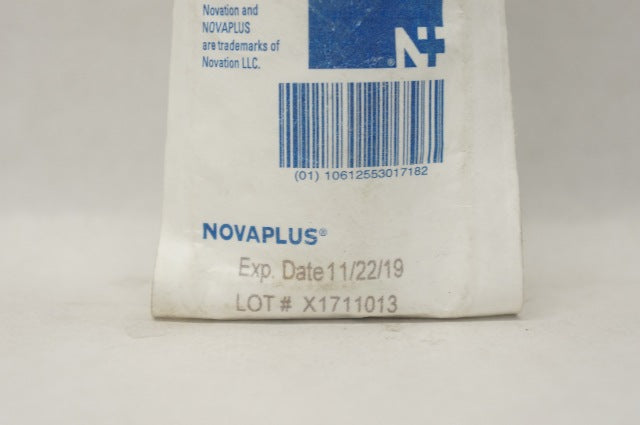 Novation and
NOVAPLUS
are trademarks of
Novation LLC.
N+
®
(01) 10612553017182
NOVAPLUS®
Exp. Date 11/22/19
LOT # X1711013